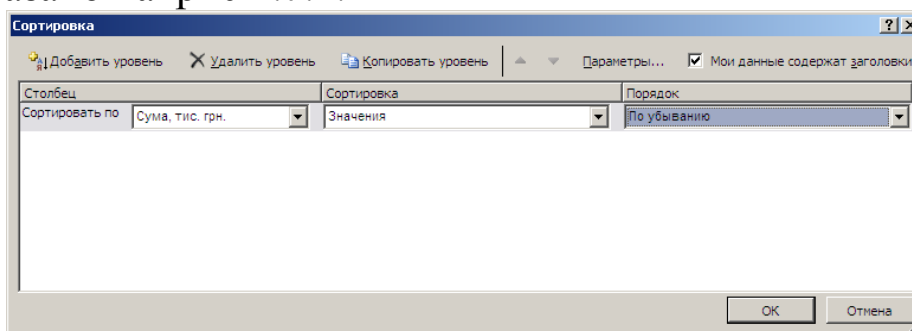 Сортировка
Добавить уровень Удалить уровень Копировать уровень Параметры... Мои данные содержат заголовки
Столбец Сортировка Порядок
Сортировать по Сума, тис. грн. Значения По убыванию
ОК Отмена